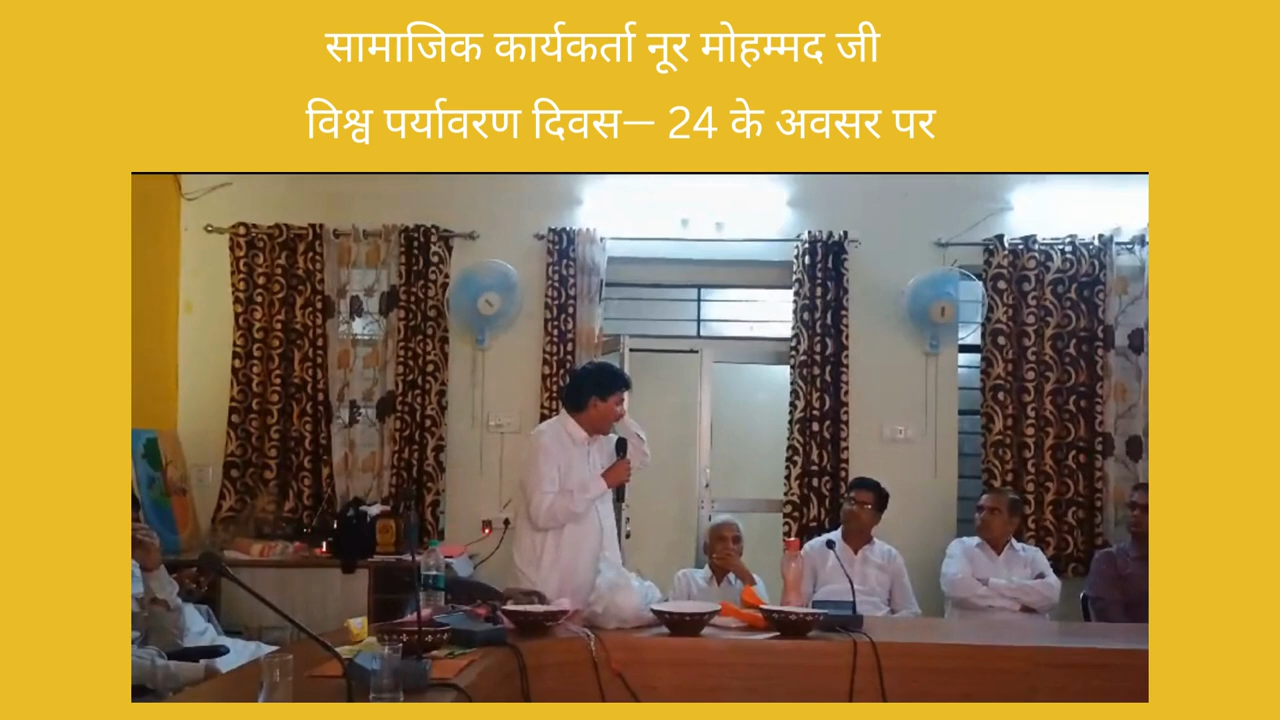 सामाजिक कार्यकर्ता नूर मोहम्मद जी
विश्व पर्यावरण दिवस— 24 के अवसर पर